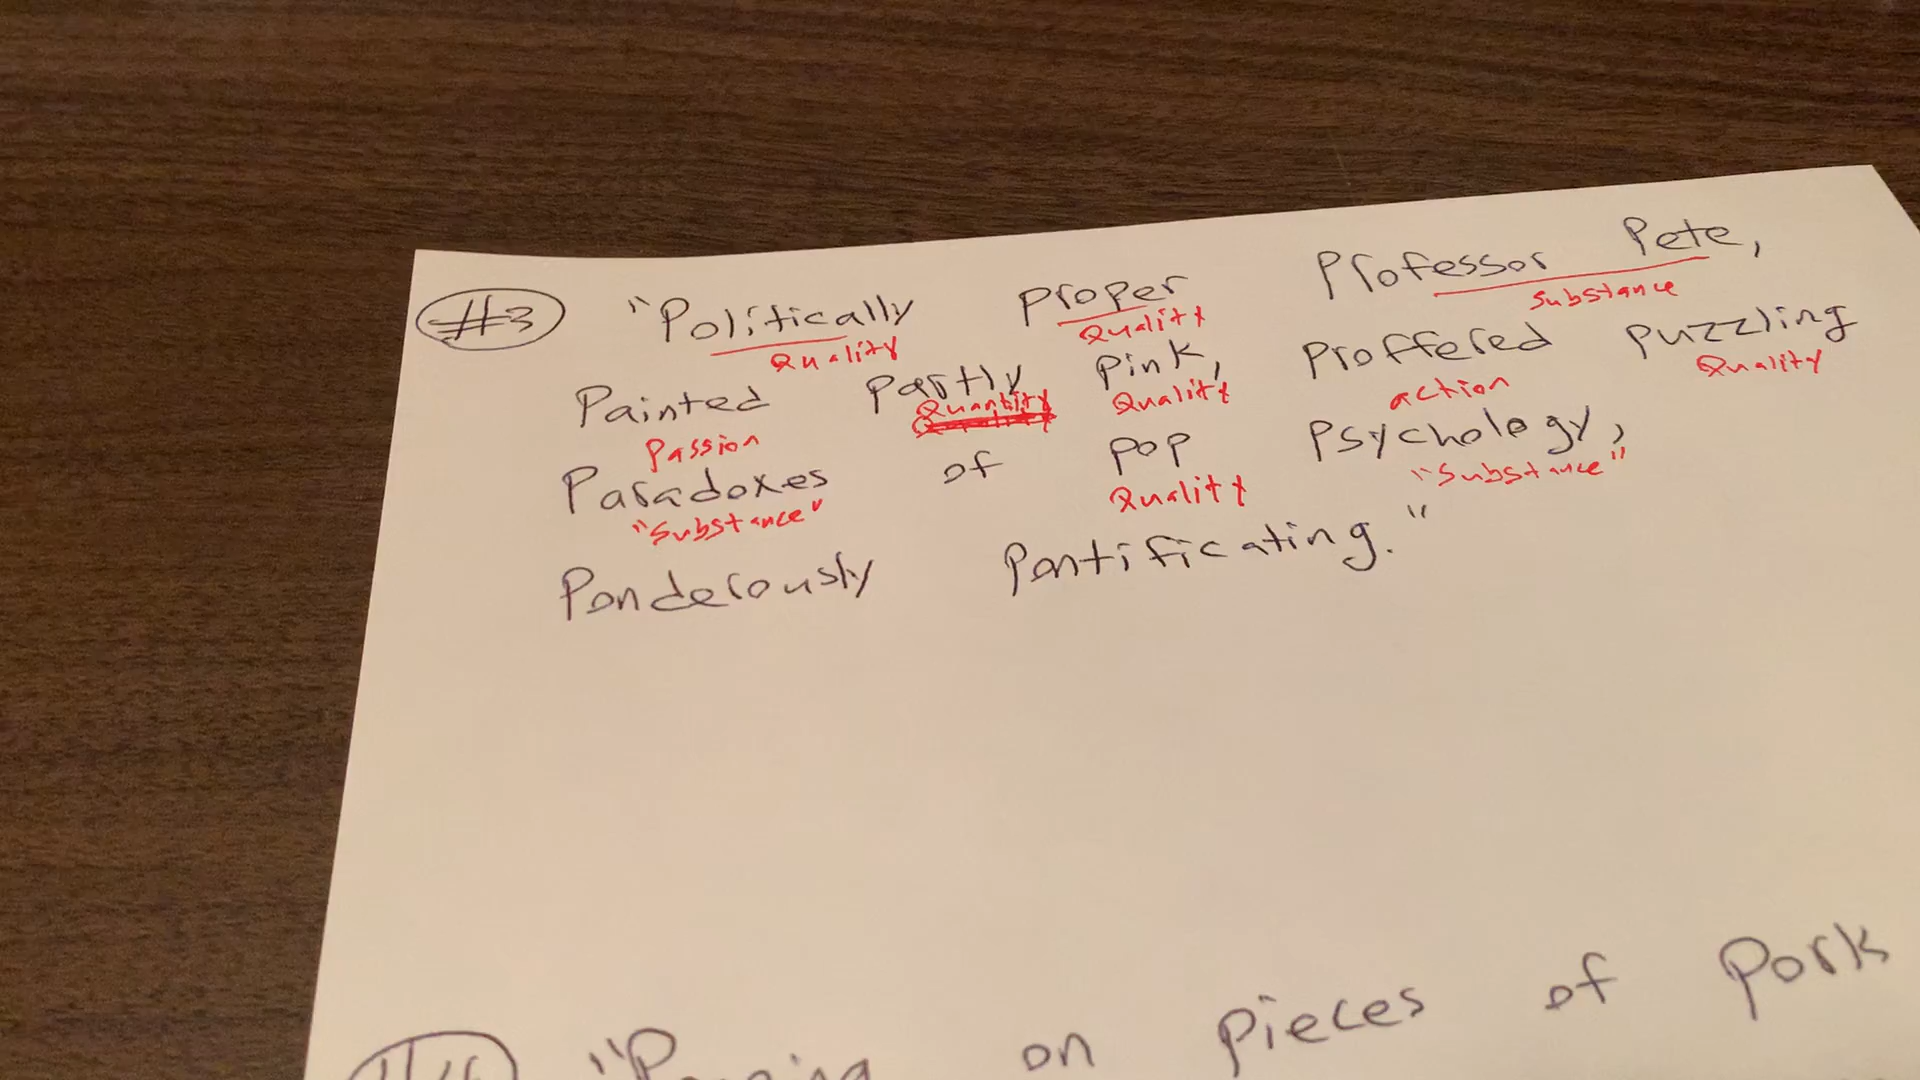 #3 "Politically Proper Professor Pete,
Quality Quality Substance
Painted Partly Pink, Proffered Puzzling
Passion Quantity Quality action Quality
Paradoxes of Pop Psychology,
"Substance" Quality "Substance"
Ponderously Pontificating."
on pieces of Pork